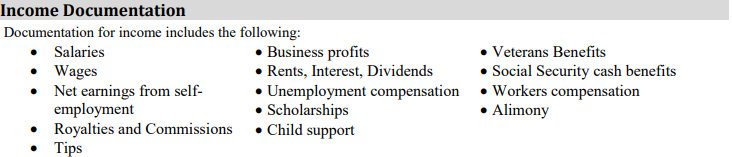 Income Documentation
Documentation for income includes the following:
• Salaries
• Wages
• Net earnings from self-
employment
• Royalties and Commissions
• Tips
• Business profits
• Rents, Interest, Dividends
• Unemployment compensation
• Scholarships
• Child support
• Veterans Benefits
• Social Security cash benefits
• Workers compensation
• Alimony